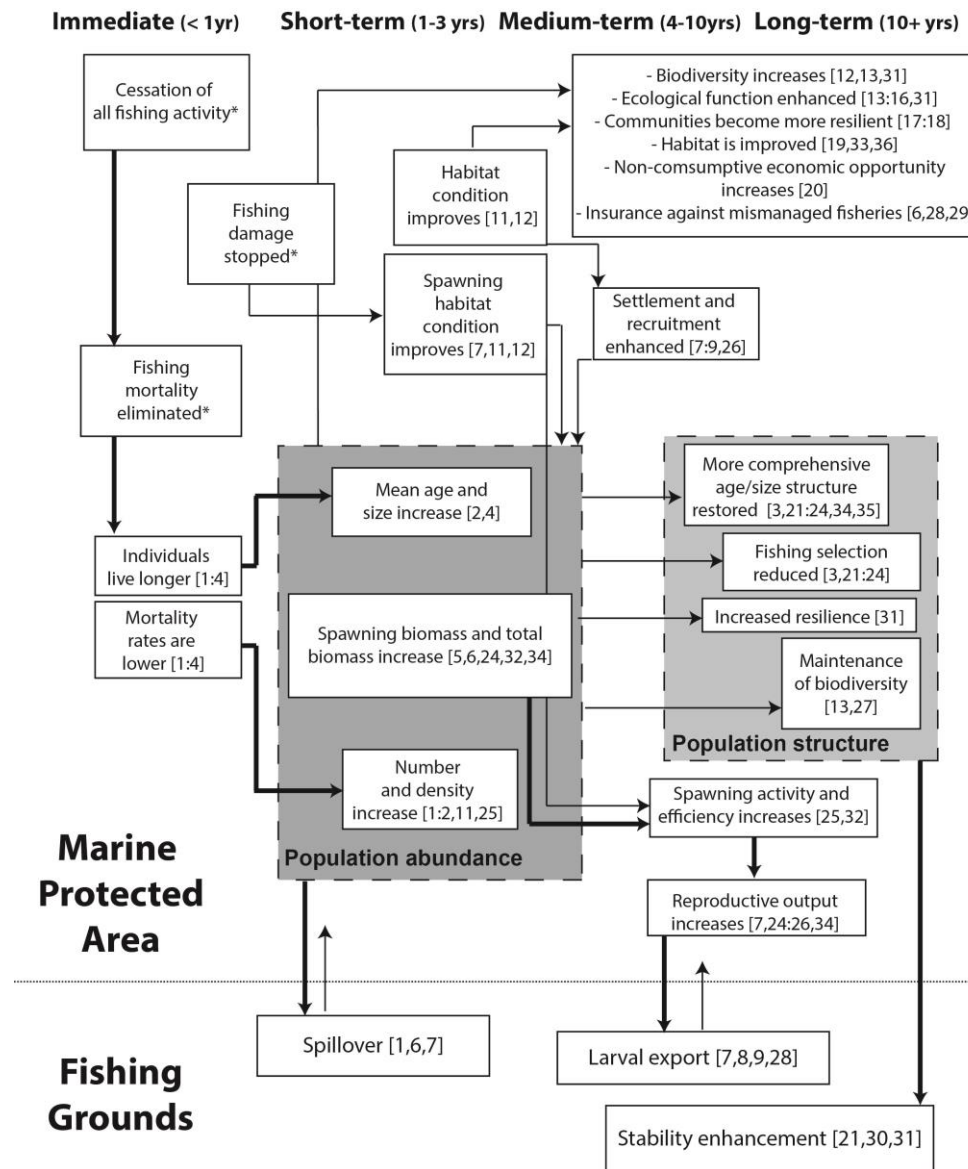 Immediate (< 1yr) Short-term (1-3 yrs) Medium-term (4-10yrs) Long-term (10+ yrs)
Cessation of
all fishing activity*
- Biodiversity increases [12,13,31]
- Ecological function enhanced [13:16,31]
- Communities become more resilient [17:18]
- Habitat is improved [19,33,36]
- Non-comsumptive economic opportunity
increases [20]
- Insurance against mismanaged fisheries [6,28,29
Habitat
condition
improves [11,12]
Fishing
damage
stopped*
Spawning
habitat
condition
improves [7,11,12]
Settlement and
recruitment
enhanced [7:9,26]
Fishing
mortality
eliminated*
Mean age and
size increase [2,4]
More comprehensive
age/size structure
restored [3,21:24,34,35]
Individuals
live longer [1:4]
Fishing selection
reduced [3,21:24]
Mortality
rates are
lower [1:4]
Spawning biomass and total
biomass increase [5,6,24,32,34]
Increased resilience [31]
Maintenance
of biodiversity
[13,27]
Population structure
Number
and density
increase [1:2,11,25]
Population abundance
Spawning activity and
efficiency increases [25,32]
Marine
Protected
Area
Reproductive output
increases [7,24:26,34]
Spillover [1,6,7]
Larval export [7,8,9,28]
Fishing
Grounds
Stability enhancement [21,30,31]